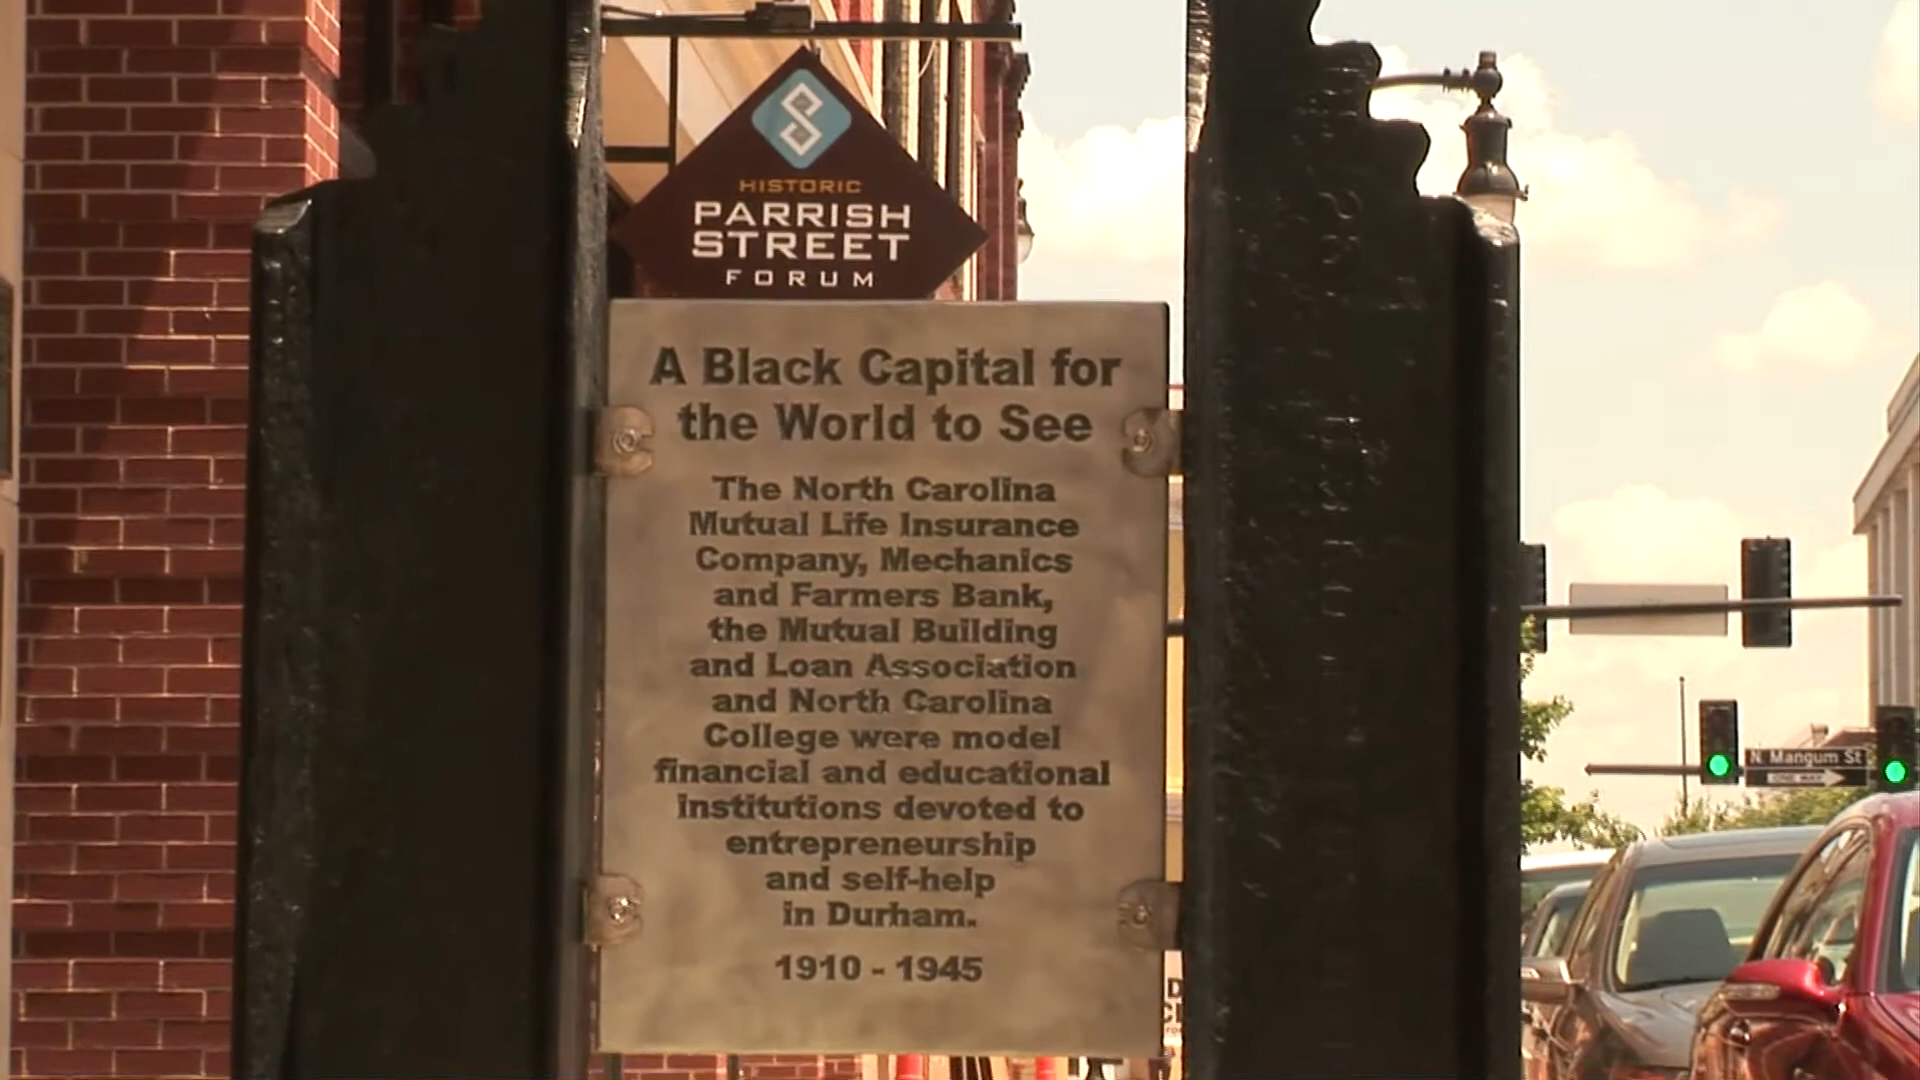 HISTORIC
PARRISH
STREET
FORUM
A Black Capital for
the World to See
The North Carolina
Mutual Life Insurance
Company, Mechanics
and Farmers Bank,
the Mutual Building
and Loan Association
and North Carolina
College were model
financial and educational
institutions devoted to
entrepreneurship
and self-help
in Durham.
1910 - 1945
N Mangum St
ONE WAY